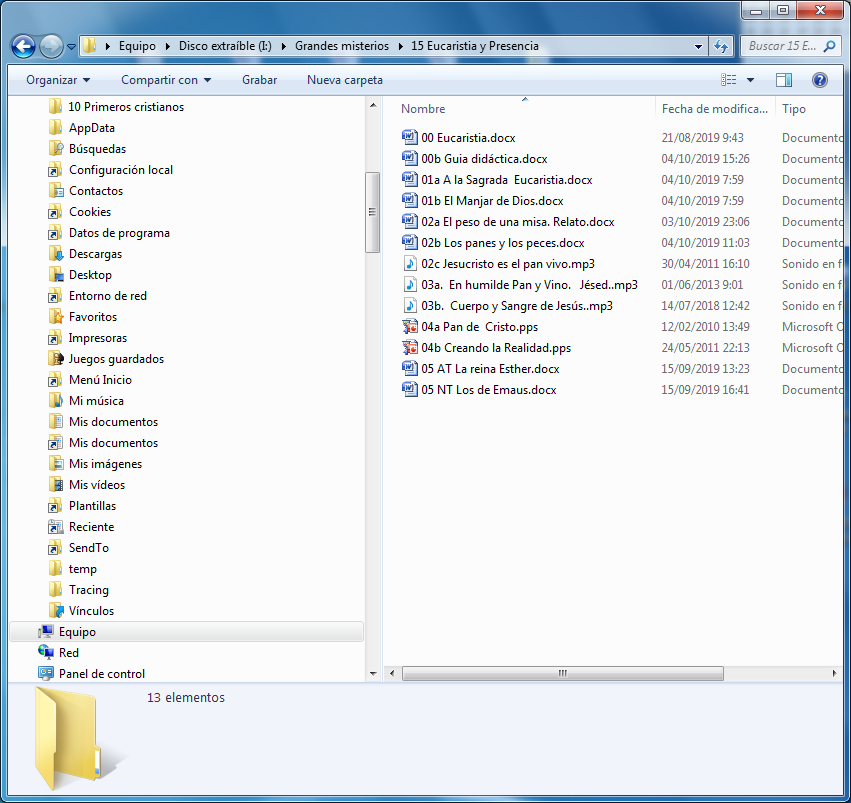 Equipo Disco extraíble (I:) Grandes misterios 15 Eucaristia y Presencia
Buscar 15 E...
Organizar Compartir con Grabar Nueva carpeta
10 Primeros cristianos
AppData
Búsquedas
Configuración local
Contactos
Cookies
Datos de programa
Descargas
Desktop
Entorno de red
Favoritos
Impresoras
Juegos guardados
Menú Inicio
Mi música
Mis documentos
Mis documentos
Mis imágenes
Mis vídeos
Plantillas
Reciente
SendTo
temp
Tracing
Vínculos
Equipo
Red
Panel de control
Nombre Fecha de modifica... Tipo
00 Eucaristia.docx 21/08/2019 9:43 Documento
00b Guia didáctica.docx 04/10/2019 15:26 Documento
01a A la Sagrada  Eucaristia.docx 04/10/2019 7:59 Documento
01b El Manjar de Dios.docx 04/10/2019 7:59 Documento
02a El peso de una misa. Relato.docx 03/10/2019 23:06 Documento
02b Los panes y los peces.docx 04/10/2019 11:03 Documento
02c Jesucristo es el pan vivo.mp3 30/04/2011 16:10 Sonido en f
03a.  En humilde Pan y Vino.   Jésed..mp3 01/06/2013 9:01 Sonido en f
03b.  Cuerpo y Sangre de Jesús..mp3 14/07/2018 12:42 Sonido en f
04a Pan de  Cristo.pps 12/02/2010 13:49 Microsoft O
04b Creando la Realidad.pps 24/05/2011 22:13 Microsoft O
05 AT La reina Esther.docx 15/09/2019 13:23 Documento
05 NT Los de Emaus.docx 15/09/2019 16:41 Documento
13 elementos